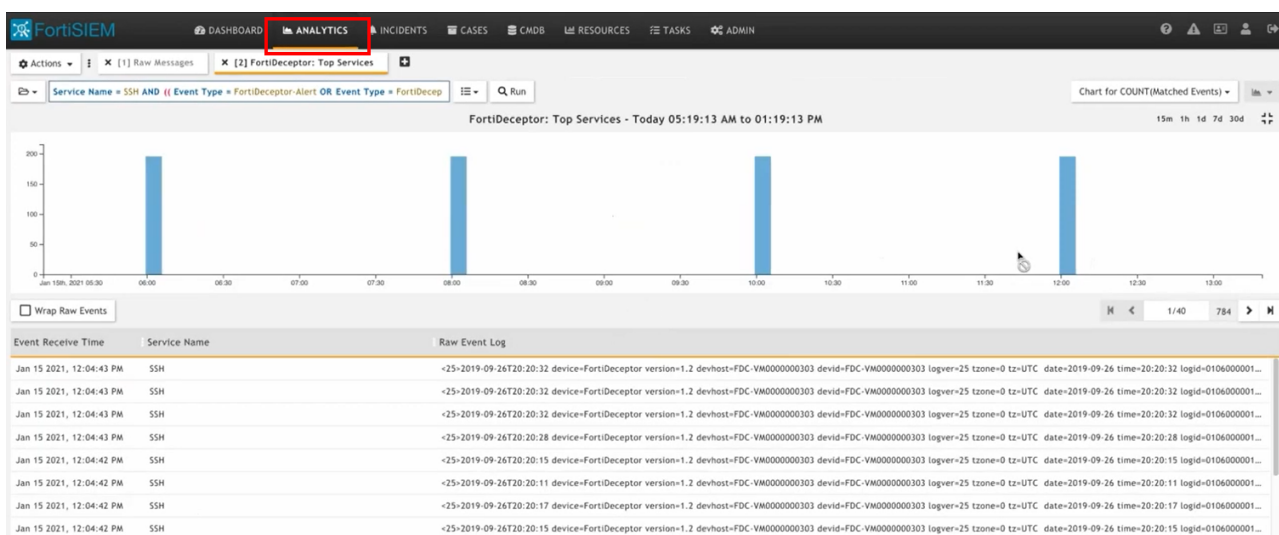 FortiSIEM DASHBOARD ANALYTICS INCIDENTS CASES CMDB RESOURCES TASKS ADMIN
Actions [1] Raw Messages [2] FortiDeceptor: Top Services
Service Name = SSH AND (( Event Type = FortiDeceptor-Alert OR Event Type = FortiDecep Run Chart for COUNT(Matched Events)
FortiDeceptor: Top Services - Today 05:19:13 AM to 01:19:13 PM 15m 1h 1d 7d 30d
200
150
100
50
0
Jan 15th, 2021 05:30 06:00 06:30 07:00 07:30 08:00 08:30 09:00 09:30 10:00 10:30 11:00 11:30 12:00 12:30 13:00
Wrap Raw Events 1/40 784
Event Receive Time Service Name Raw Event Log
Jan 15 2021, 12:04:43 PM SSH <25>2019-09-26T20:20:32 device=FortiDeceptor version=1.2 devhost=FDC-VM0000000303 devid=FDC-VM0000000303 logver=25 tzone=0 tz=UTC date=2019-09-26 time=20:20:32 logid=0106000001...
Jan 15 2021, 12:04:43 PM SSH <25>2019-09-26T20:20:32 device=FortiDeceptor version=1.2 devhost=FDC-VM0000000303 devid=FDC-VM0000000303 logver=25 tzone=0 tz=UTC date=2019-09-26 time=20:20:32 logid=0106000001...
Jan 15 2021, 12:04:43 PM SSH <25>2019-09-26T20:20:32 device=FortiDeceptor version=1.2 devhost=FDC-VM0000000303 devid=FDC-VM0000000303 logver=25 tzone=0 tz=UTC date=2019-09-26 time=20:20:32 logid=0106000001...
Jan 15 2021, 12:04:43 PM SSH <25>2019-09-26T20:20:28 device=FortiDeceptor version=1.2 devhost=FDC-VM0000000303 devid=FDC-VM0000000303 logver=25 tzone=0 tz=UTC date=2019-09-26 time=20:20:28 logid=0106000001...
Jan 15 2021, 12:04:42 PM SSH <25>2019-09-26T20:20:15 device=FortiDeceptor version=1.2 devhost=FDC-VM0000000303 devid=FDC-VM0000000303 logver=25 tzone=0 tz=UTC date=2019-09-26 time=20:20:15 logid=0106000001...
Jan 15 2021, 12:04:42 PM SSH <25>2019-09-26T20:20:11 device=FortiDeceptor version=1.2 devhost=FDC-VM0000000303 devid=FDC-VM0000000303 logver=25 tzone=0 tz=UTC date=2019-09-26 time=20:20:11 logid=0106000001...
Jan 15 2021, 12:04:42 PM SSH <25>2019-09-26T20:20:17 device=FortiDeceptor version=1.2 devhost=FDC-VM0000000303 devid=FDC-VM0000000303 logver=25 tzone=0 tz=UTC date=2019-09-26 time=20:20:17 logid=0106000001...
Jan 15 2021, 12:04:42 PM SSH <25>2019-09-26T20:20:15 device=FortiDeceptor version=1.2 devhost=FDC-VM0000000303 devid=FDC-VM0000000303 logver=25 tzone=0 tz=UTC date=2019-09-26 time=20:20:15 logid=0106000001...